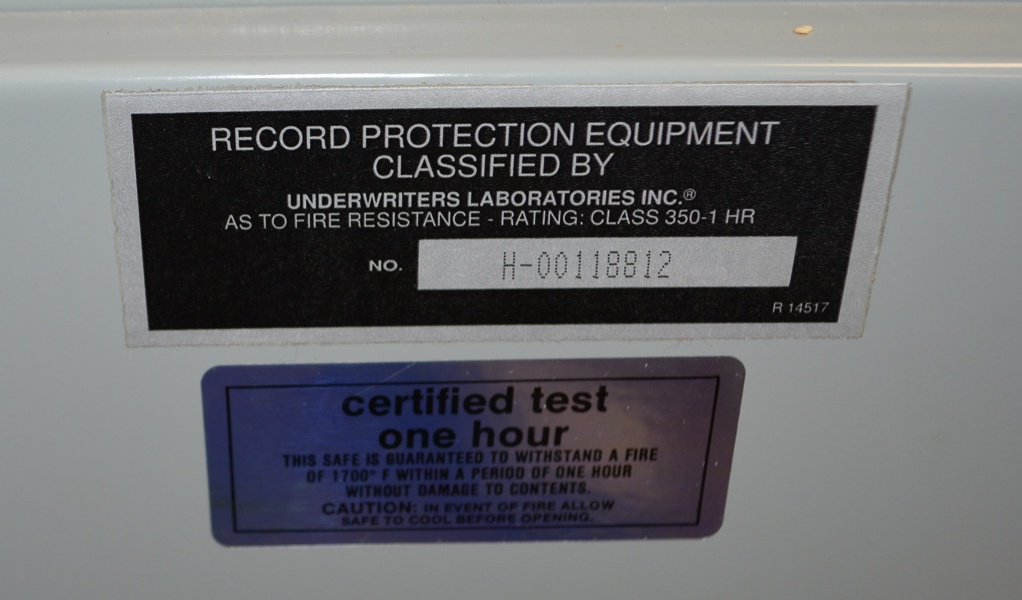 RECORD PROTECTION EQUIPMENT
CLASSIFIED BY
UNDERWRITERS LABORATORIES INC.®
AS TO FIRE RESISTANCE - RATING: CLASS 350-1 HR
NO. H-00118812
R 14517
certified test
one hour
THIS SAFE IS GUARANTEED TO WITHSTAND A FIRE
OF 1700° F WITHIN A PERIOD OF ONE HOUR
WITHOUT DAMAGE TO CONTENTS.
CAUTION: IN EVENT OF FIRE ALLOW
SAFE TO COOL BEFORE OPENING.